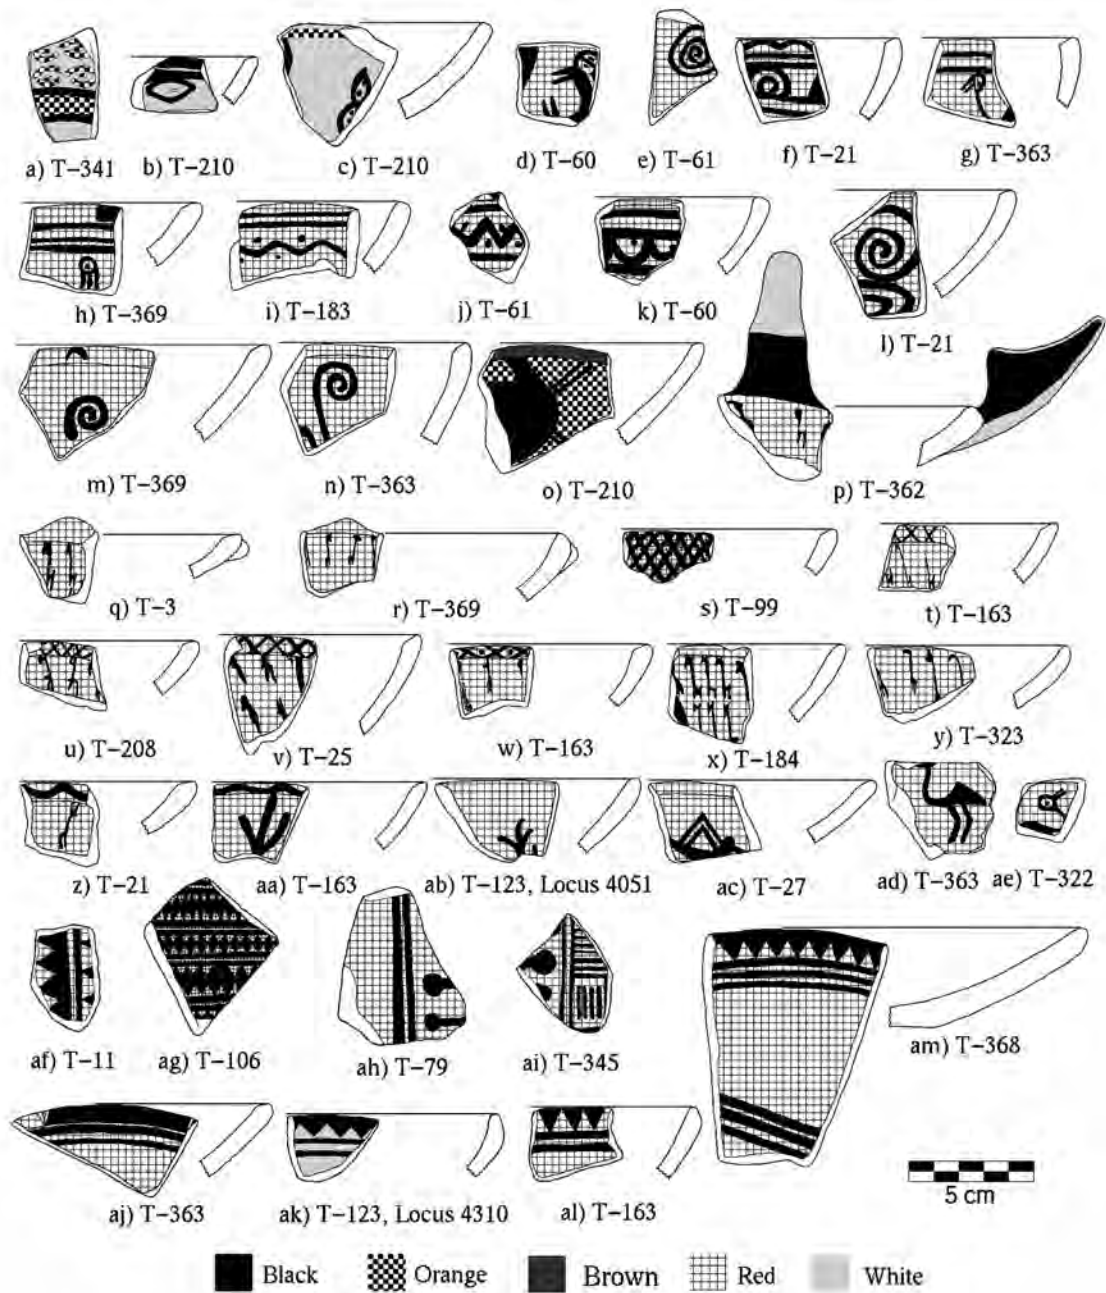 a) T–341
b) T–210
c) T–210
d) T–60
e) T–61
f) T–21
g) T–363
h) T–369
i) T–183
j) T–61
k) T–60
l) T–21
m) T–369
n) T–363
o) T–210
p) T–362
q) T–3
r) T–369
s) T–99
t) T–163
u) T–208
v) T–25
w) T–163
x) T–184
y) T–323
z) T–21
aa) T–163
ab) T–123, Locus 4051
ac) T–27
ad) T–363
ae) T–322
af) T–11
ag) T–106
ah) T–79
ai) T–345
am) T–368
aj) T–363
ak) T–123, Locus 4310
al) T–163
5 cm
Black
Orange
Brown
Red
White